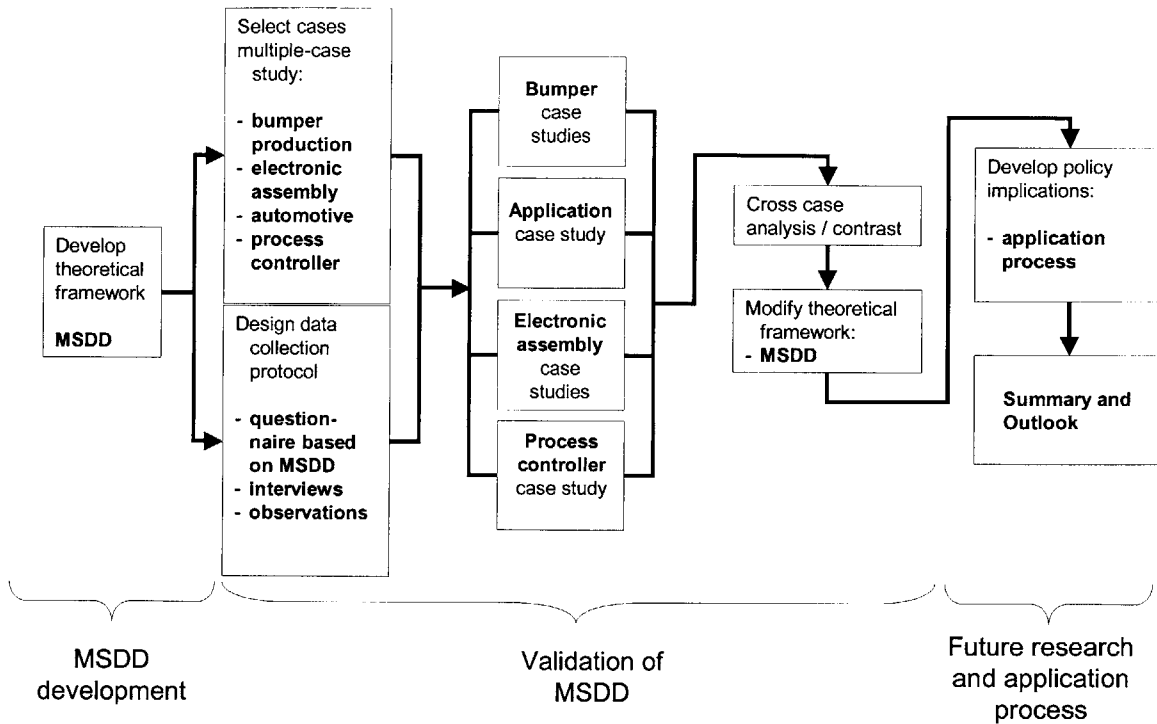 Develop
theoretical
framework
MSDD
Select cases
multiple-case
study:
- bumper
production
- electronic
assembly
- automotive
- process
controller
Design data
collection
protocol
- question-
naire based
on MSDD
- interviews
- observations
Bumper
case
studies
Application
case study
Electronic
assembly
case
studies
Process
controller
case study
Cross case
analysis / contrast
Modify theoretical
framework:
- MSDD
Develop policy
implications:
- application
process
Summary and
Outlook
MSDD
development
Validation of
MSDD
Future research
and application
process